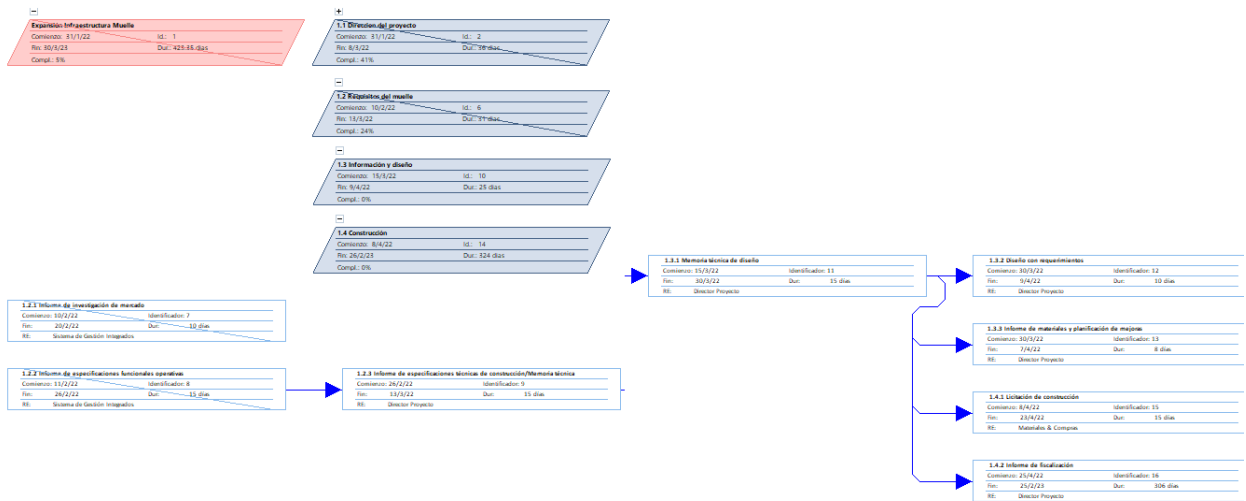 Expansión Infraestructura Muelle
Comienzo: 31/1/22 Id.: 1
Fin: 30/3/23 Dur.: 423.65 días
Compl.: 5%
1.1 Direccion del proyecto
Comienzo: 31/1/22 Id.: 2
Fin: 8/3/22 Dur.: 36 días
Compl.: 41%
1.2 Requisitos del muelle
Comienzo: 10/2/22 Id.: 6
Fin: 13/3/22 Dur.: 31 días
Compl.: 24%
1.3 Información y diseño
Comienzo: 15/3/22 Id.: 10
Fin: 9/4/22 Dur.: 25 días
Compl.: 0%
1.4 Construcción
Comienzo: 8/4/22 Id.: 14
Fin: 26/2/23 Dur.: 324 días
Compl.: 0%
1.2.1 Informe de investigación de mercado
Comienzo: 10/2/22 Identificador: 7
Fin: 20/2/22 Dur: 10 días
RE: Sistema de Gestión Integrados
1.2.2 Informe de especificaciones funcionales operativas
Comienzo: 11/2/22 Identificador: 8
Fin: 26/2/22 Dur: 15 días
RE: Sistema de Gestión Integrados
1.2.3 Informe de especificaciones técnicas de construcción/Memoria técnica
Comienzo: 26/2/22 Identificador: 9
Fin: 13/3/22 Dur: 15 días
RE: Director Proyecto
1.3.1 Memoria técnica de diseño
Comienzo: 15/3/22 Identificador: 11
Fin: 30/3/22 Dur: 15 días
RE: Director Proyecto
1.3.2 Diseño con requerimientos
Comienzo: 30/3/22 Identificador: 12
Fin: 9/4/22 Dur: 10 días
RE: Director Proyecto
1.3.3 Informe de materiales y planificación de mejoras
Comienzo: 30/3/22 Identificador: 13
Fin: 7/4/22 Dur: 8 días
RE: Director Proyecto
1.4.1 Licitación de construcción
Comienzo: 8/4/22 Identificador: 15
Fin: 23/4/22 Dur: 15 días
RE: Materiales & Compras
1.4.2 Informe de fiscalización
Comienzo: 25/4/22 Identificador: 16
Fin: 25/2/23 Dur: 306 días
RE: Director Proyecto